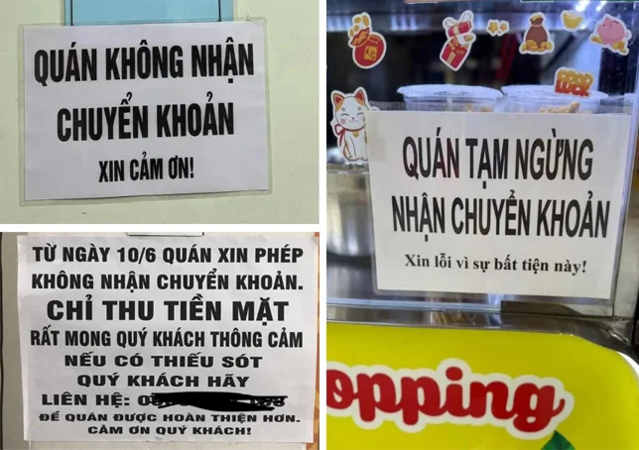 QUÁN KHÔNG NHẬN
CHUYỂN KHOẢN
XIN CẢM ƠN!
QUÁN TẠM NGỪNG
NHẬN CHUYỂN KHOẢN
Xin lỗi vì sự bất tiện này!
TỪ NGÀY 10/6 QUÁN XIN PHÉP
KHÔNG NHẬN CHUYỂN KHOẢN.
CHỈ THU TIỀN MẶT
RẤT MONG QUÝ KHÁCH THÔNG CẢM
NẾU CÓ THIẾU SÓT
QUÝ KHÁCH HÃY
LIÊN HỆ:
ĐỂ QUÁN ĐƯỢC HOÀN THIỆN HƠN.
CẢM ƠN QUÝ KHÁCH!
opping